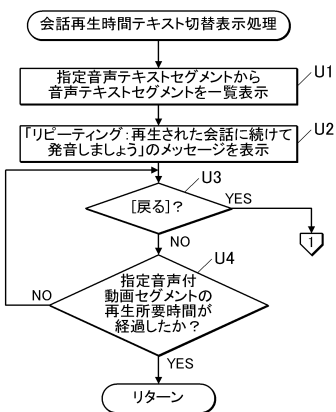 会話再生時間テキスト切替表示処理
U1
指定音声テキストセグメントから
音声テキストセグメントを一覧表示
U2
「リピーティング：再生された会話に続けて
発音しましょう」のメッセージを表示
U3
[戻る]？
YES
1
NO
U4
指定音声付
動画セグメントの
再生所要時間が
経過したか？
NO
YES
リターン